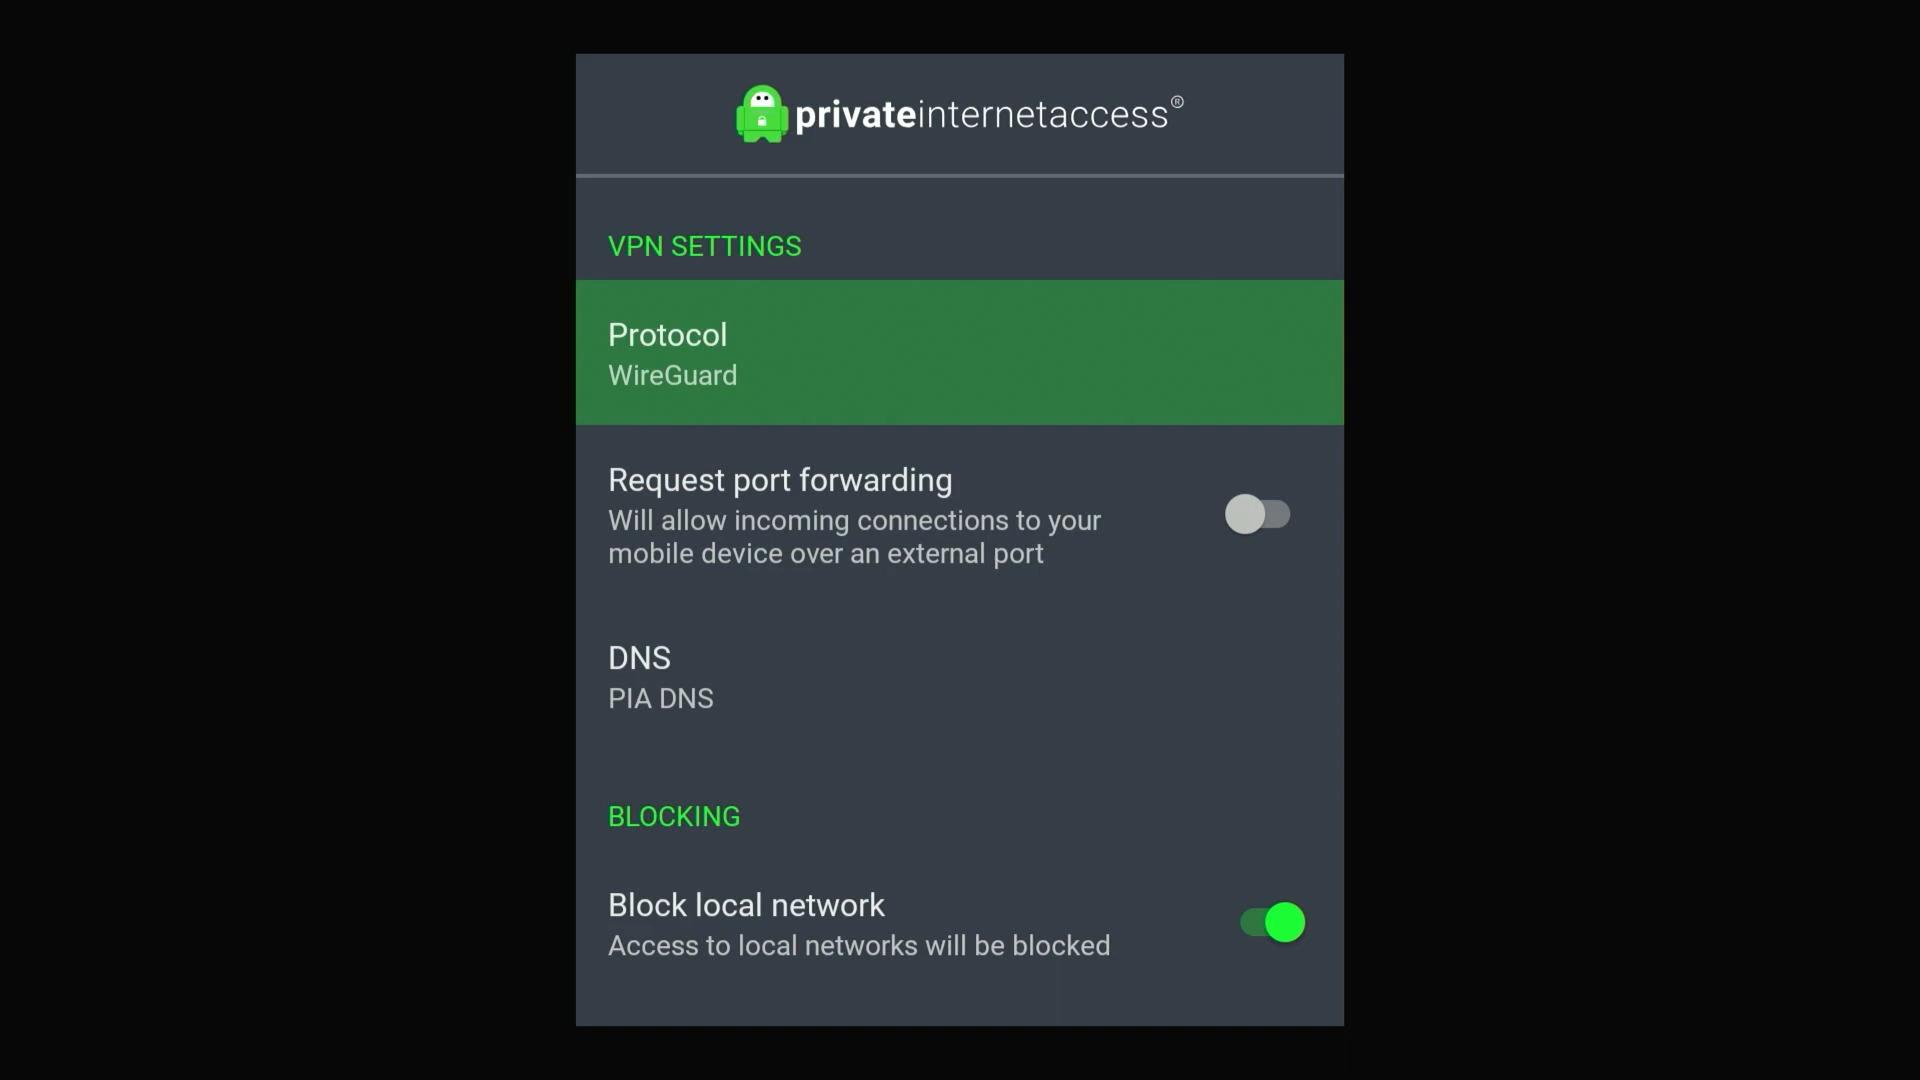 privateinternetaccess®
VPN SETTINGS
Protocol
WireGuard
Request port forwarding
Will allow incoming connections to your
mobile device over an external port
DNS
PIA DNS
BLOCKING
Block local network
Access to local networks will be blocked